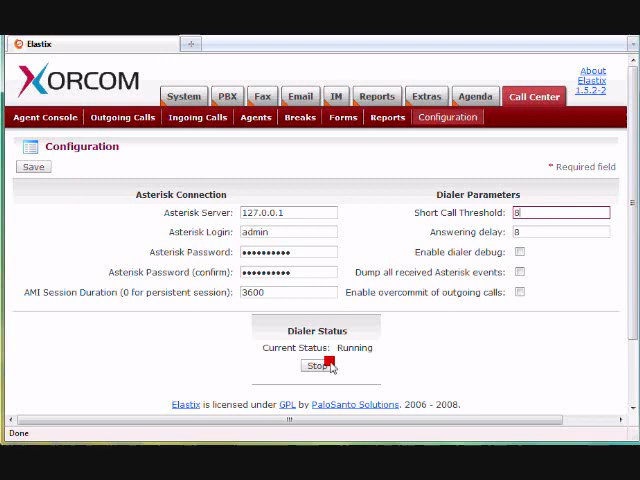 Elastix
XORCOM
About
Elastix
1.5.2-2
System PBX Fax Email IM Reports Extras Agenda Call Center
Agent Console Outgoing Calls Ingoing Calls Agents Breaks Forms Reports Configuration
Configuration
Save * Required field
Asterisk Connection Dialer Parameters
Asterisk Server: 127.0.0.1 Short Call Threshold: 8
Asterisk Login: admin Answering delay: 8
Asterisk Password: •••••••••• Enable dialer debug:
Asterisk Password (confirm): •••••••••• Dump all received Asterisk events:
AMI Session Duration (0 for persistent session): 3600 Enable overcommit of outgoing calls:
Dialer Status
Current Status: Running
Stop
Elastix is licensed under GPL by PaloSanto Solutions. 2006 - 2008.
Done